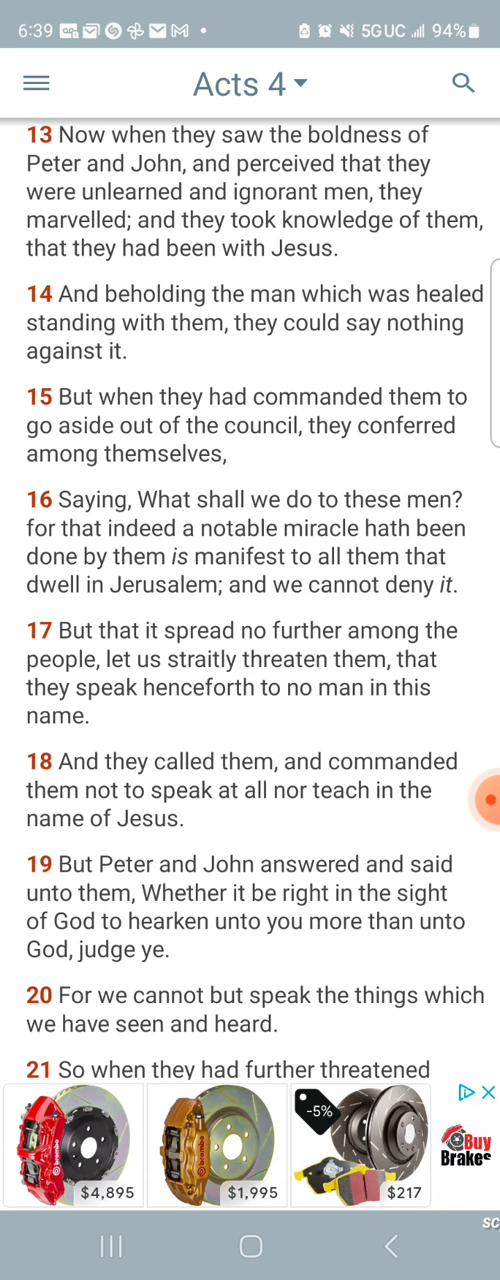 6:39
5GUC 94%
Acts 4
13 Now when they saw the boldness of
Peter and John, and perceived that they
were unlearned and ignorant men, they
marvelled; and they took knowledge of them,
that they had been with Jesus.
14 And beholding the man which was healed
standing with them, they could say nothing
against it.
15 But when they had commanded them to
go aside out of the council, they conferred
among themselves,
16 Saying, What shall we do to these men?
for that indeed a notable miracle hath been
done by them is manifest to all them that
dwell in Jerusalem; and we cannot deny it.
17 But that it spread no further among the
people, let us straitly threaten them, that
they speak henceforth to no man in this
name.
18 And they called them, and commanded
them not to speak at all nor teach in the
name of Jesus.
19 But Peter and John answered and said
unto them, Whether it be right in the sight
of God to hearken unto you more than unto
God, judge ye.
20 For we cannot but speak the things which
we have seen and heard.
21 So when they had further threatened
-5%
brembo
brembo
Buy
Brakes
$4,895
$1,995
$217
SC